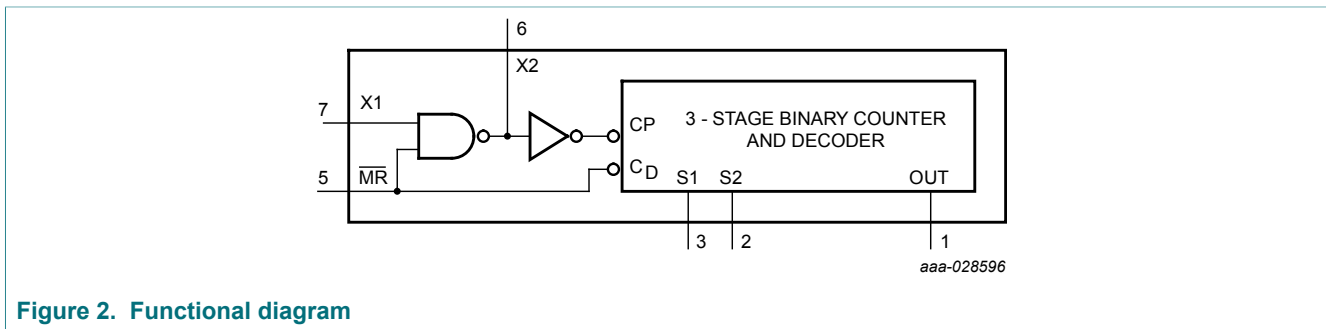 6
X2
7 X1
CP 3 - STAGE BINARY COUNTER
AND DECODER
5 MR CD S1 S2 OUT
3 2 1
aaa-028596
Figure 2. Functional diagram